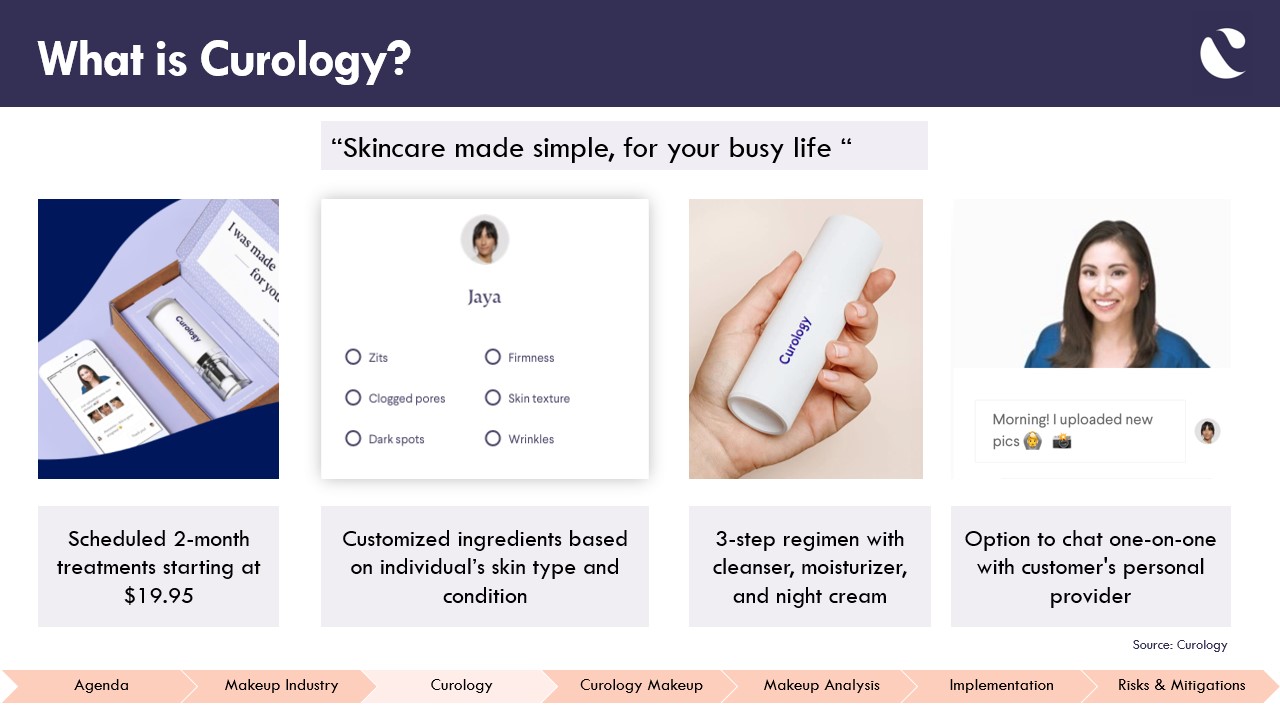 What is Curology?
“Skincare made simple, for your busy life “
I was made
for you
Curology
Jaya
Zits
Firmness
Clogged pores
Skin texture
Dark spots
Wrinkles
Curology
Morning! I uploaded new
pics
Scheduled 2-month
treatments starting at
$19.95
Customized ingredients based
on individual’s skin type and
condition
3-step regimen with
cleanser, moisturizer,
and night cream
Option to chat one-on-one
with customer's personal
provider
Source: Curology
Agenda
Makeup Industry
Curology
Curology Makeup
Makeup Analysis
Implementation
Risks & Mitigations